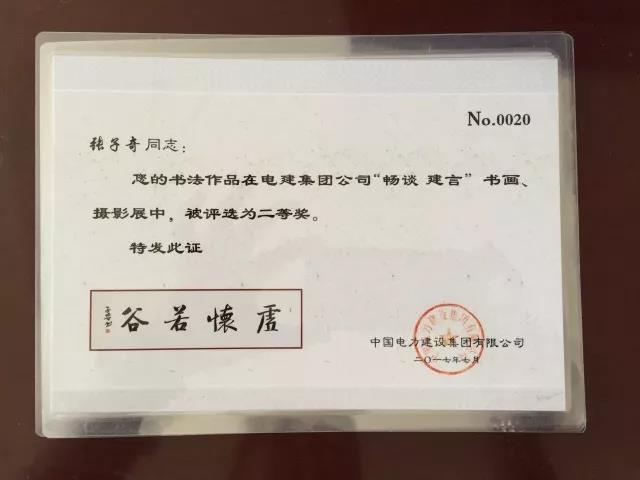 No.0020
张子奇同志：
您的书法作品在电建集团公司“畅谈 建言”书画、
摄影展中，被评选为二等奖。
特发此证
虚懷若谷
中国电力建设集团有限公司
二〇一七年七月